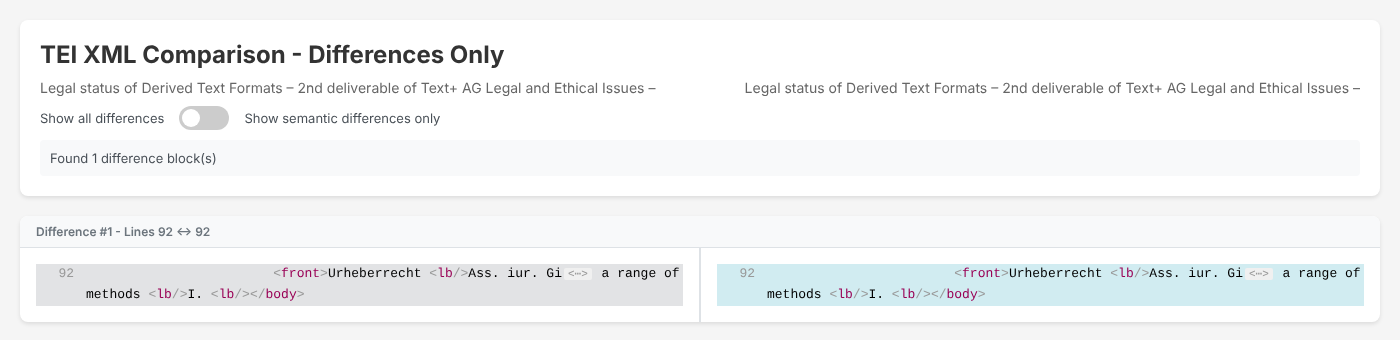 TEI XML Comparison - Differences Only
Legal status of Derived Text Formats – 2nd deliverable of Text+ AG Legal and Ethical Issues –
Legal status of Derived Text Formats – 2nd deliverable of Text+ AG Legal and Ethical Issues –
Show all differences Show semantic differences only
Found 1 difference block(s)
Difference #1 - Lines 92 ↔ 92
92 <front>Urheberrecht <lb/>Ass. iur. Gi <⋯> a range of
methods <lb/>I. <lb/></body>
92 <front>Urheberrecht <lb/>Ass. iur. Gi <⋯> a range of
methods <lb/>I. <lb/></body>